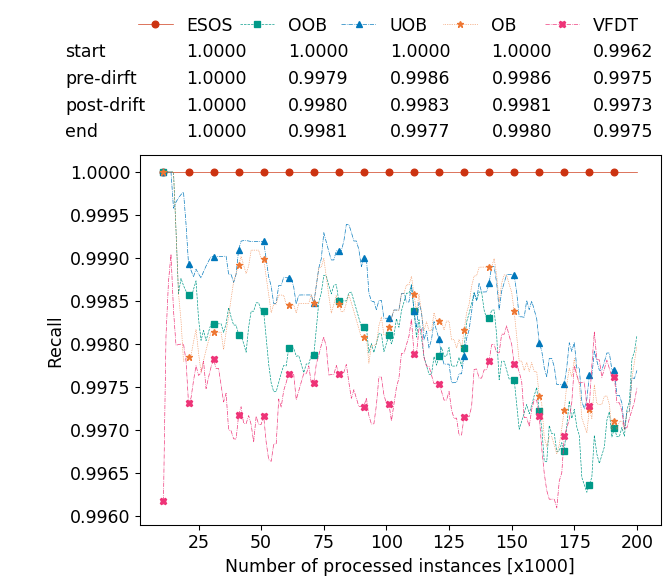 ESOS OOB UOB OB VFDT
start 1.0000 1.0000 1.0000 1.0000 0.9962
pre-dirft 1.0000 0.9979 0.9986 0.9986 0.9975
post-drift 1.0000 0.9980 0.9983 0.9981 0.9973
end 1.0000 0.9981 0.9977 0.9980 0.9975
1.0000
0.9995
0.9990
0.9985
0.9980
0.9975
0.9970
0.9965
0.9960
Recall
25 50 75 100 125 150 175 200
Number of processed instances [x1000]